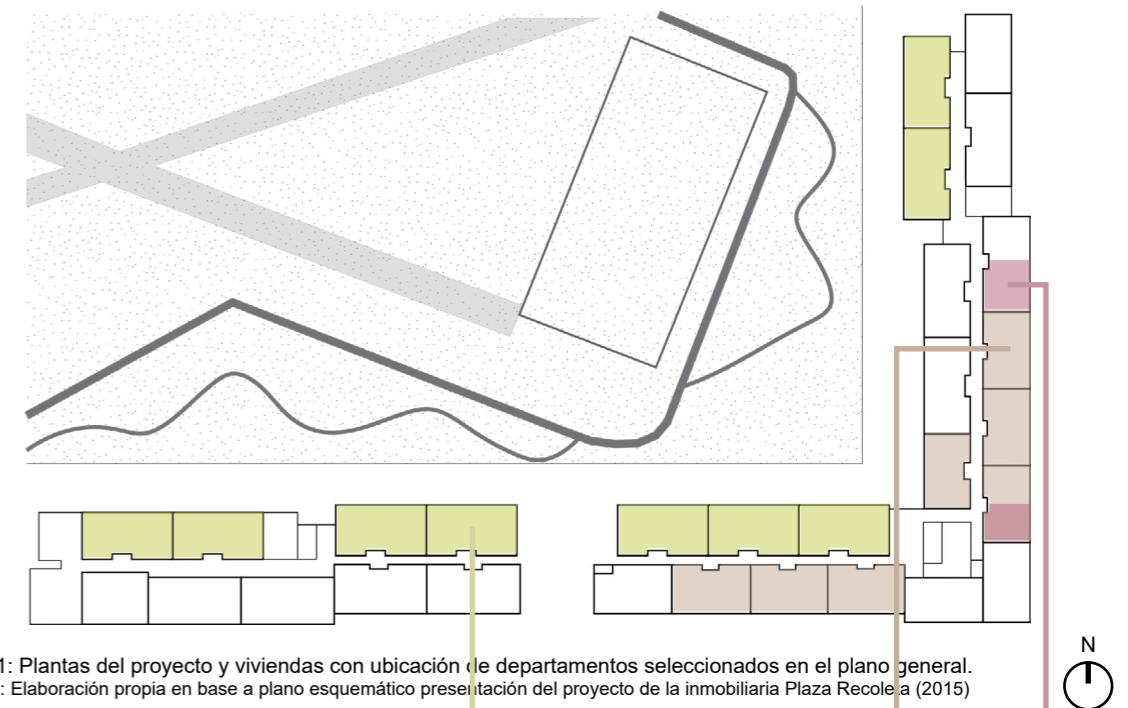 N
1: Plantas del proyecto y viviendas con ubicación de departamentos seleccionados en el plano general.
: Elaboración propia en base a plano esquemático presentación del proyecto de la inmobiliaria Plaza Recoleta (2015)